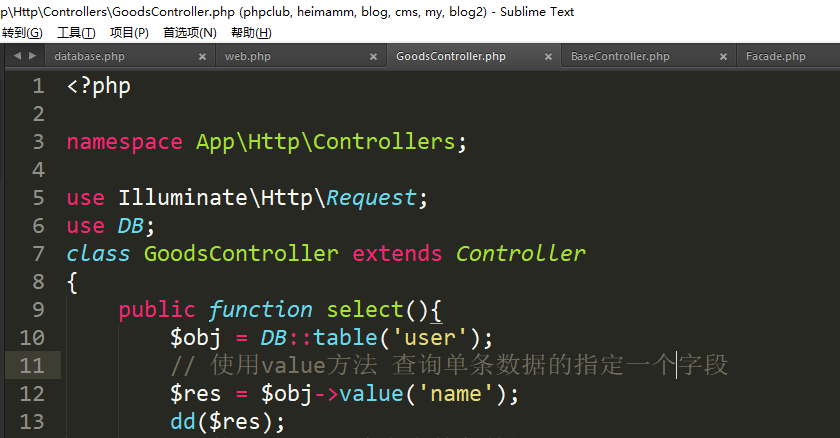 p\Http\Controllers\GoodsController.php (phpclub, heimamm, blog, cms, my, blog2) - Sublime Text
转到(G) 工具(T) 项目(P) 首选项(N) 帮助(H)
database.php × web.php × GoodsController.php × BaseController.php × Facade.php
1 <?php
2
3 namespace App\Http\Controllers;
4
5 use Illuminate\Http\Request;
6 use DB;
7 class GoodsController extends Controller
8 {
9 public function select(){
10 $obj = DB::table('user');
11 // 使用value方法 查询单条数据的指定一个字段
12 $res = $obj->value('name');
13 dd($res);